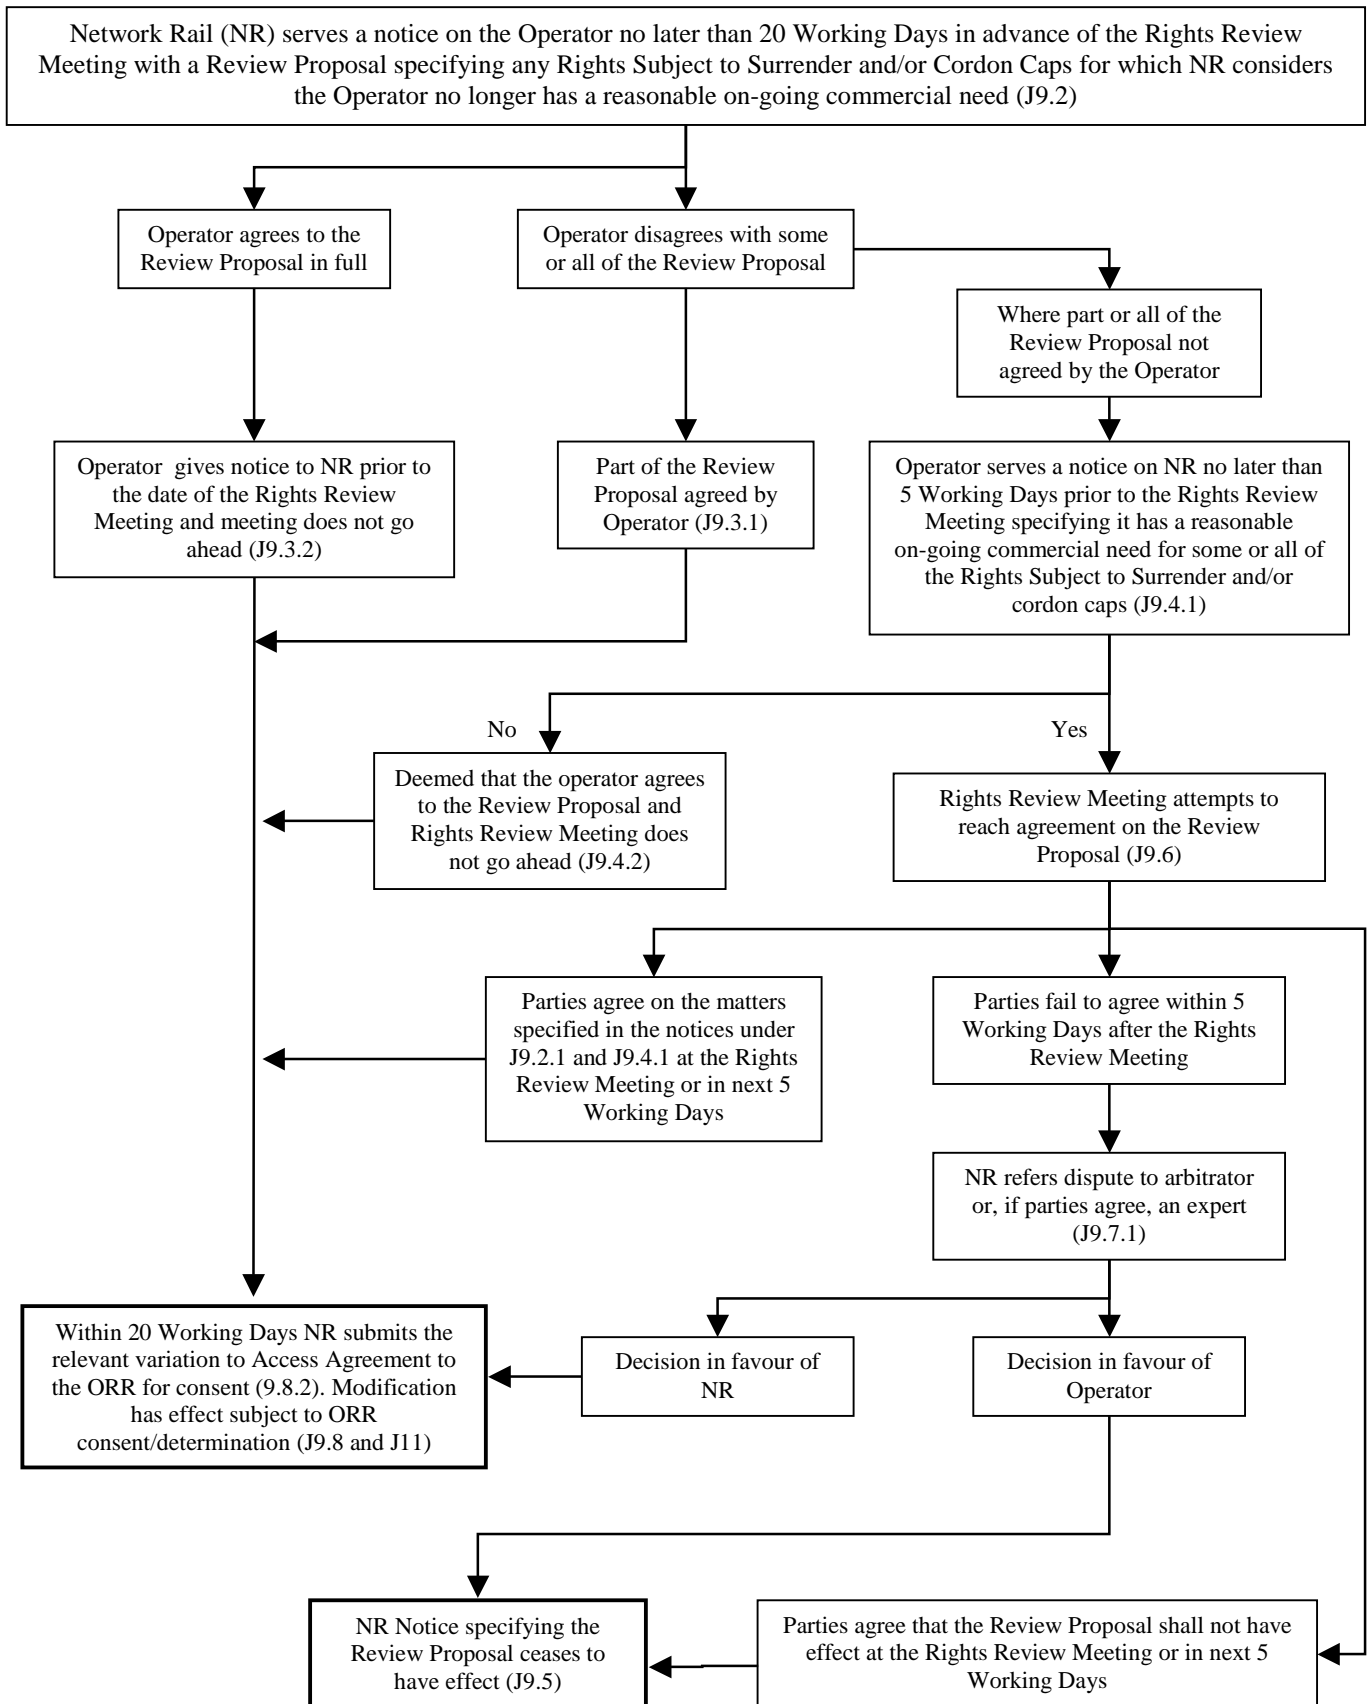 Network Rail (NR) serves a notice on the Operator no later than 20 Working Days in advance of the Rights Review
Meeting with a Review Proposal specifying any Rights Subject to Surrender and/or Cordon Caps for which NR considers
the Operator no longer has a reasonable on-going commercial need (J9.2)
Operator agrees to the
Review Proposal in full
Operator disagrees with some
or all of the Review Proposal
Where part or all of the
Review Proposal not
agreed by the Operator
Operator gives notice to NR prior to
the date of the Rights Review
Meeting and meeting does not go
ahead (J9.3.2)
Part of the Review
Proposal agreed by
Operator (J9.3.1)
Operator serves a notice on NR no later than
5 Working Days prior to the Rights Review
Meeting specifying it has a reasonable
on-going commercial need for some or all of
the Rights Subject to Surrender and/or
cordon caps (J9.4.1)
No
Yes
Deemed that the operator agrees
to the Review Proposal and
Rights Review Meeting does
not go ahead (J9.4.2)
Rights Review Meeting attempts to
reach agreement on the Review
Proposal (J9.6)
Parties agree on the matters
specified in the notices under
J9.2.1 and J9.4.1 at the Rights
Review Meeting or in next 5
Working Days
Parties fail to agree within 5
Working Days after the Rights
Review Meeting
NR refers dispute to arbitrator
or, if parties agree, an expert
(J9.7.1)
Within 20 Working Days NR submits the
relevant variation to Access Agreement to
the ORR for consent (9.8.2). Modification
has effect subject to ORR
consent/determination (J9.8 and J11)
Decision in favour of
NR
Decision in favour of
Operator
NR Notice specifying the
Review Proposal ceases to
have effect (J9.5)
Parties agree that the Review Proposal shall not have
effect at the Rights Review Meeting or in next 5
Working Days